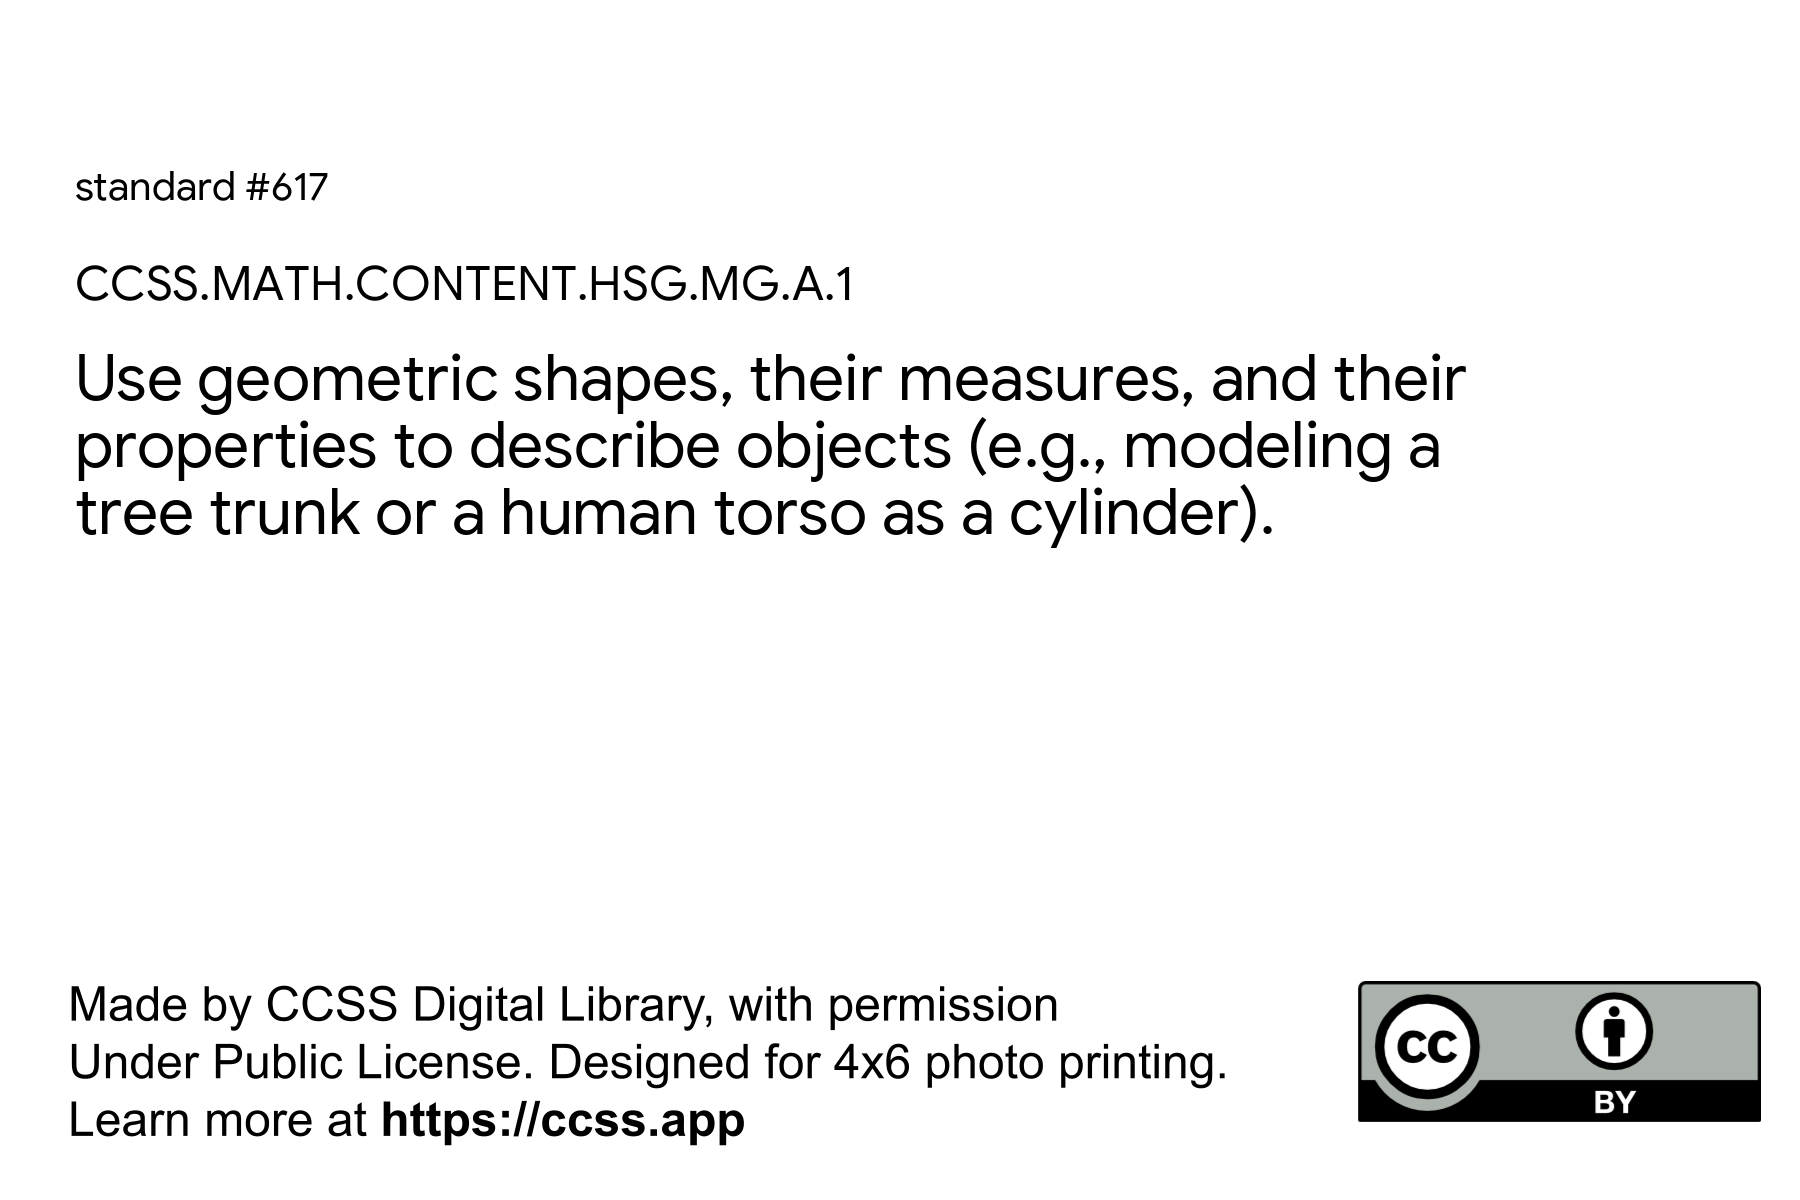 standard #617
CCSS.MATH.CONTENT.HSG.MG.A.1
Use geometric shapes, their measures, and their
properties to describe objects (e.g., modeling a
tree trunk or a human torso as a cylinder).
Made by CCSS Digital Library, with permission
Under Public License. Designed for 4x6 photo printing.
Learn more at https://ccss.app
CC
BY